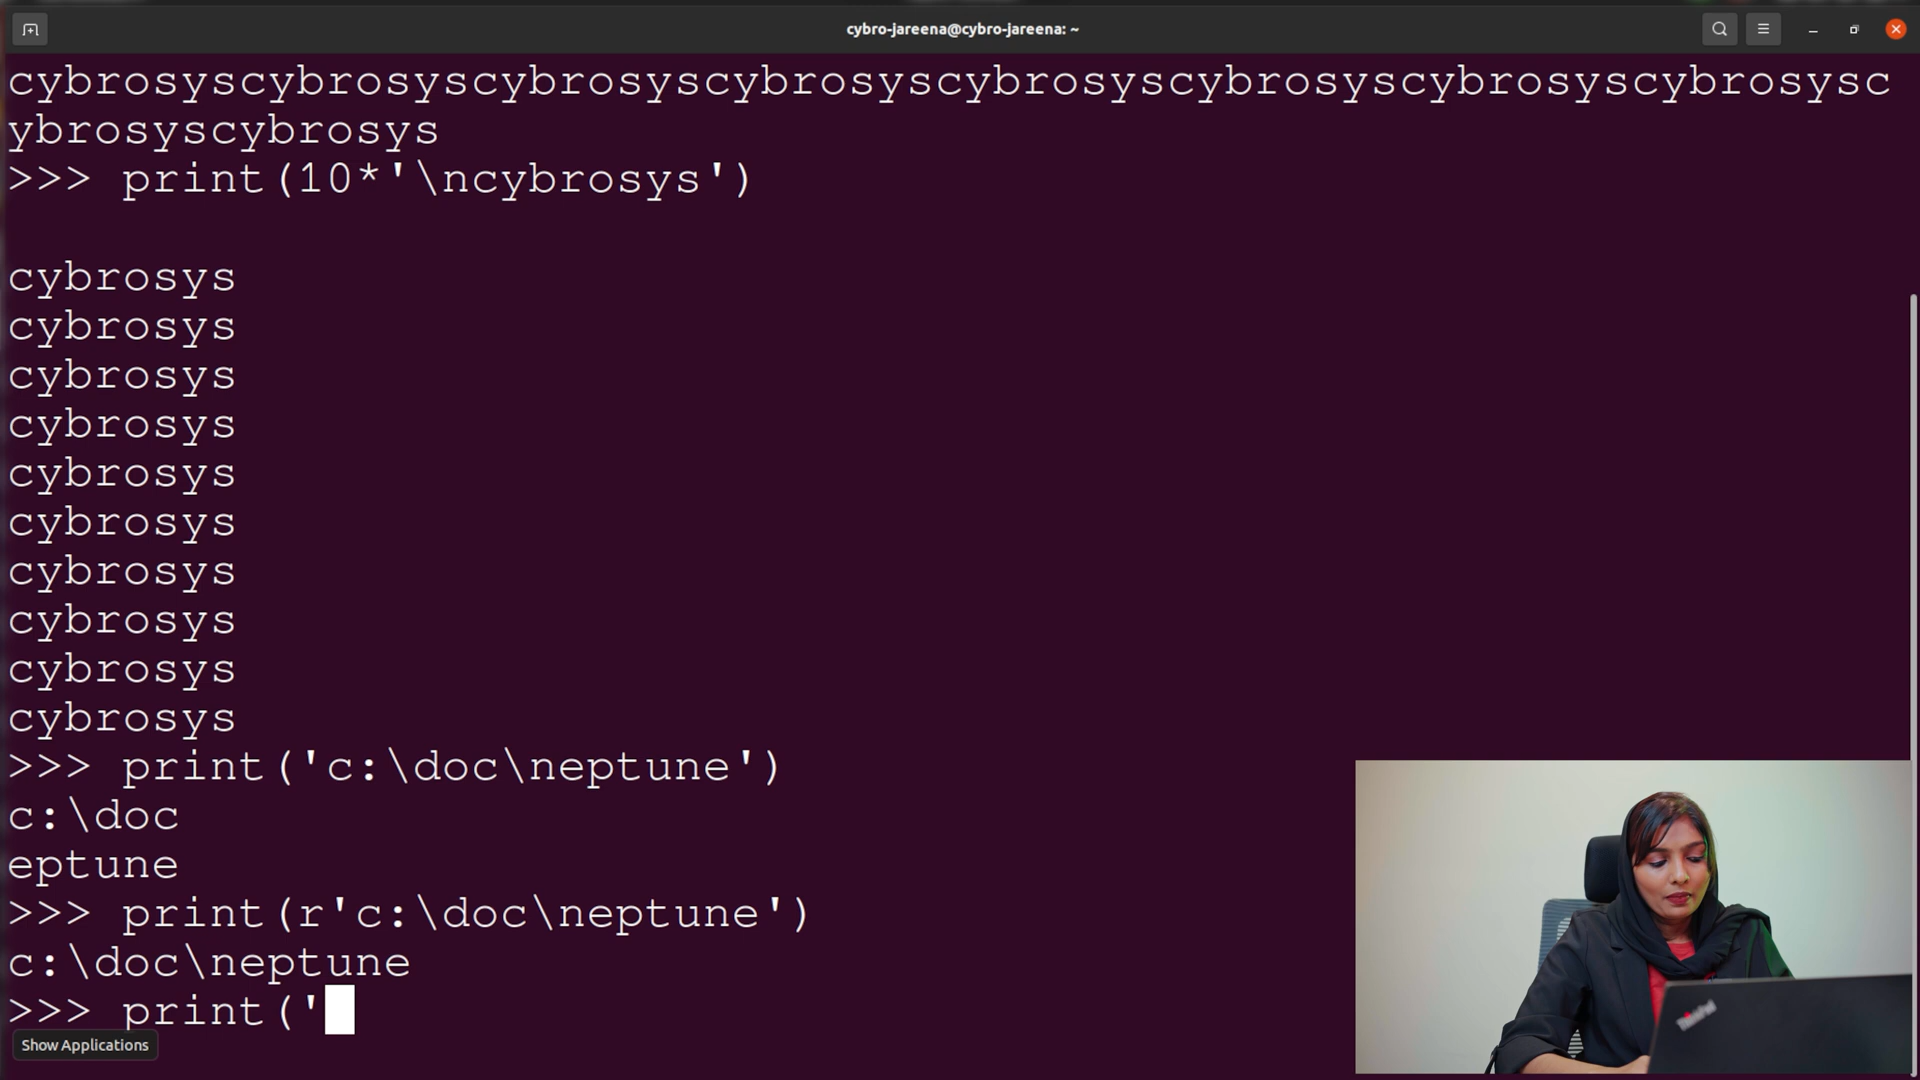 cybro-jareena@cybro-jareena: ~
cybrosyscybrosyscybrosyscybrosyscybrosyscybrosyscybrosyscybrosysc
ybrosyscybrosys
>>> print(10*'\ncybrosys')
cybrosys
cybrosys
cybrosys
cybrosys
cybrosys
cybrosys
cybrosys
cybrosys
cybrosys
cybrosys
>>> print('c:\doc\neptune')
c:\doc
eptune
>>> print(r'c:\doc\neptune')
c:\doc\neptune
>>> print('
Show Applications
ThinkPad